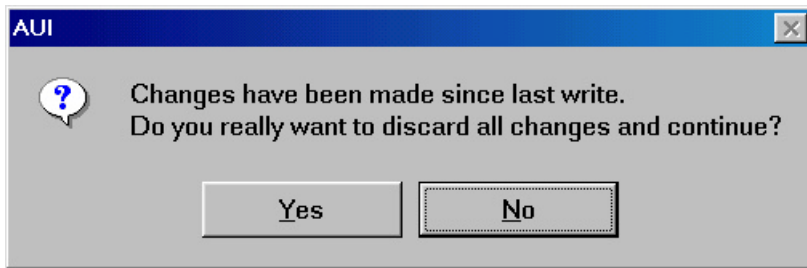 AUI
Changes have been made since last write.
Do you really want to discard all changes and continue?
Yes
No